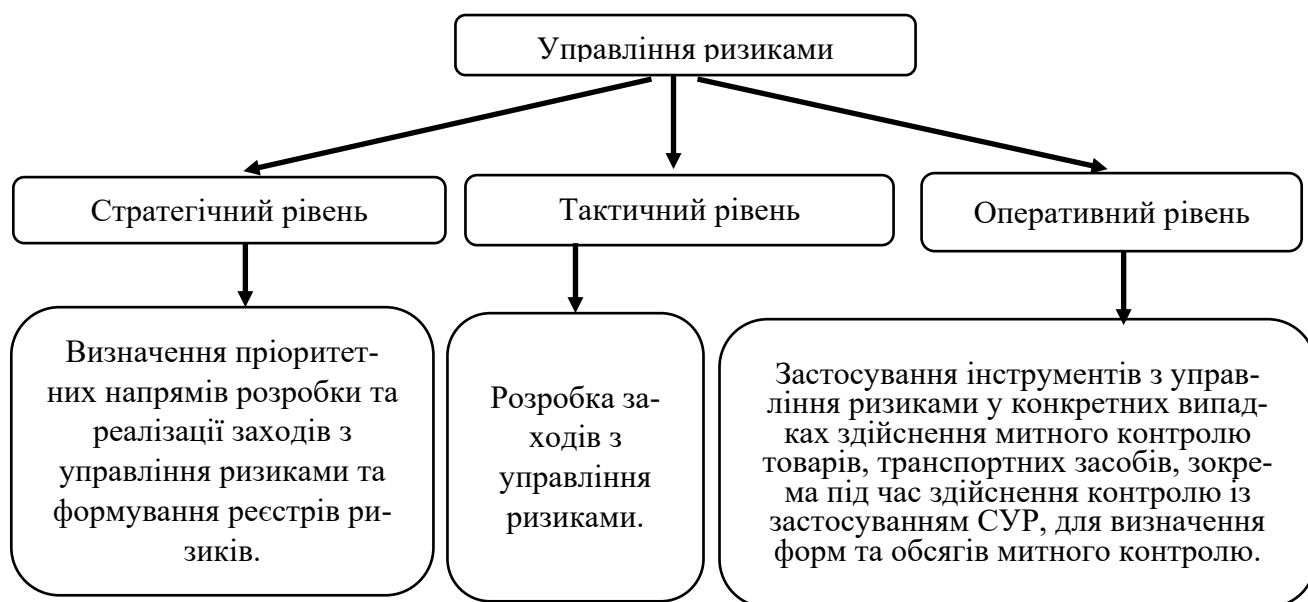 Управління ризиками
Стратегічний рівень
Тактичний рівень
Оперативний рівень
Визначення пріоритет-
них напрямів розробки та
реалізації заходів з
управління ризиками та
формування реєстрів ри-
зиків.
Розробка за-
ходів з
управління
ризиками.
Застосування інструментів з управ-
ління ризиками у конкретних випад-
ках здійснення митного контролю
товарів, транспортних засобів, зокре-
ма під час здійснення контролю із
застосуванням СУР, для визначення
форм та обсягів митного контролю.